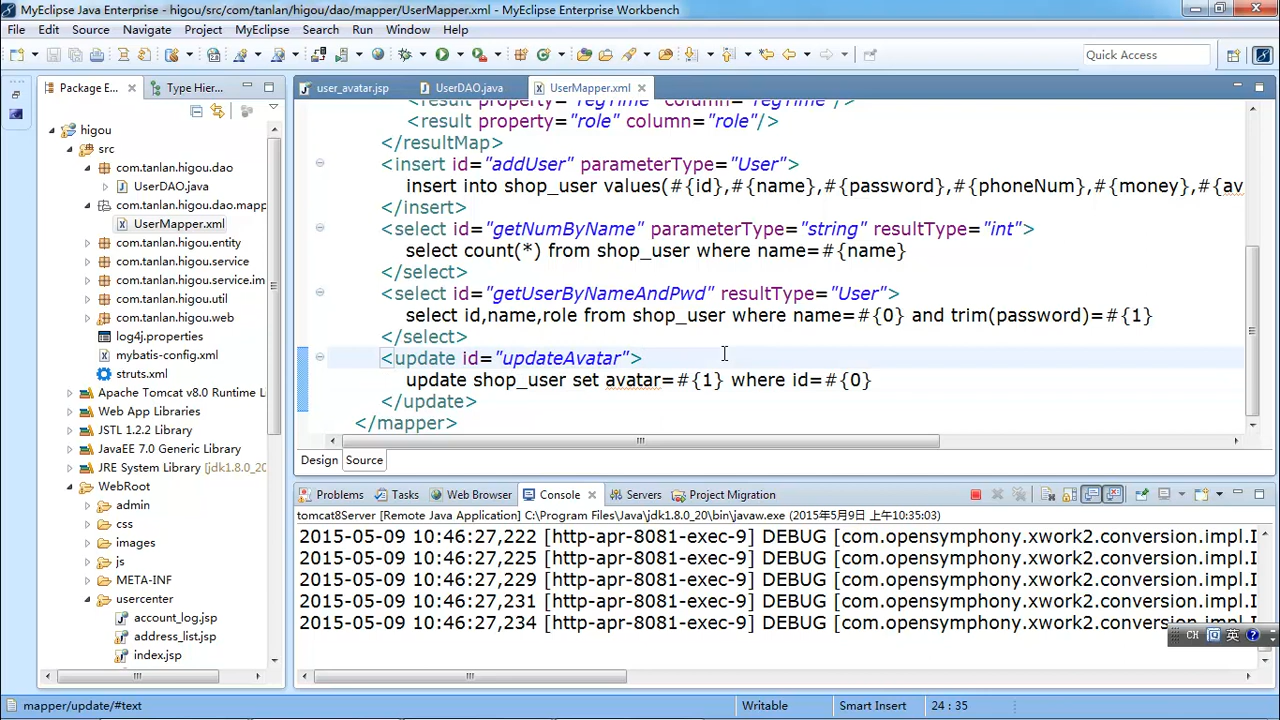 MyEclipse Java Enterprise - higou/src/com/tanlan/higou/dao/mapper/UserMapper.xml - MyEclipse Enterprise Workbench
File Edit Source Navigate Project MyEclipse Search Run Window Help
Quick Access
Package E... Type Hier...
user_avatar.jsp UserDAO.java UserMapper.xml
higou
src
com.tanlan.higou.dao
UserDAO.java
com.tanlan.higou.dao.mapp
UserMapper.xml
com.tanlan.higou.entity
com.tanlan.higou.service
com.tanlan.higou.service.im
com.tanlan.higou.util
com.tanlan.higou.web
log4j.properties
mybatis-config.xml
struts.xml
Apache Tomcat v8.0 Runtime L
Web App Libraries
JSTL 1.2.2 Library
JavaEE 7.0 Generic Library
JRE System Library [jdk1.8.0_20
WebRoot
admin
css
images
js
META-INF
usercenter
account_log.jsp
address_list.jsp
index.jsp
<result property="regTime" column="regTime"/>
<result property="role" column="role"/>
</resultMap>
<insert id="addUser" parameterType="User">
insert into shop_user values(#{id},#{name},#{password},#{phoneNum},#{money},#{av
</insert>
<select id="getNumByName" parameterType="string" resultType="int">
select count(*) from shop_user where name=#{name}
</select>
<select id="getUserByNameAndPwd" resultType="User">
select id,name,role from shop_user where name=#{0} and trim(password)=#{1}
</select>
<update id="updateAvatar">
update shop_user set avatar=#{1} where id=#{0}
</update>
</mapper>
Design Source
Problems Tasks Web Browser Console Servers Project Migration
tomcat8Server [Remote Java Application] C:\Program Files\Java\jdk1.8.0_20\bin\javaw.exe (2015年5月9日 上午10:35:03)
2015-05-09 10:46:27,222 [http-apr-8081-exec-9] DEBUG [com.opensymphony.xwork2.conversion.impl.I
2015-05-09 10:46:27,225 [http-apr-8081-exec-9] DEBUG [com.opensymphony.xwork2.conversion.impl.I
2015-05-09 10:46:27,229 [http-apr-8081-exec-9] DEBUG [com.opensymphony.xwork2.conversion.impl.I
2015-05-09 10:46:27,231 [http-apr-8081-exec-9] DEBUG [com.opensymphony.xwork2.conversion.impl.I
2015-05-09 10:46:27,234 [http-apr-8081-exec-9] DEBUG [com.opensymphony.xwork2.conversion.impl.I
CH 英
mapper/update/#text Writable Smart Insert 24 : 35